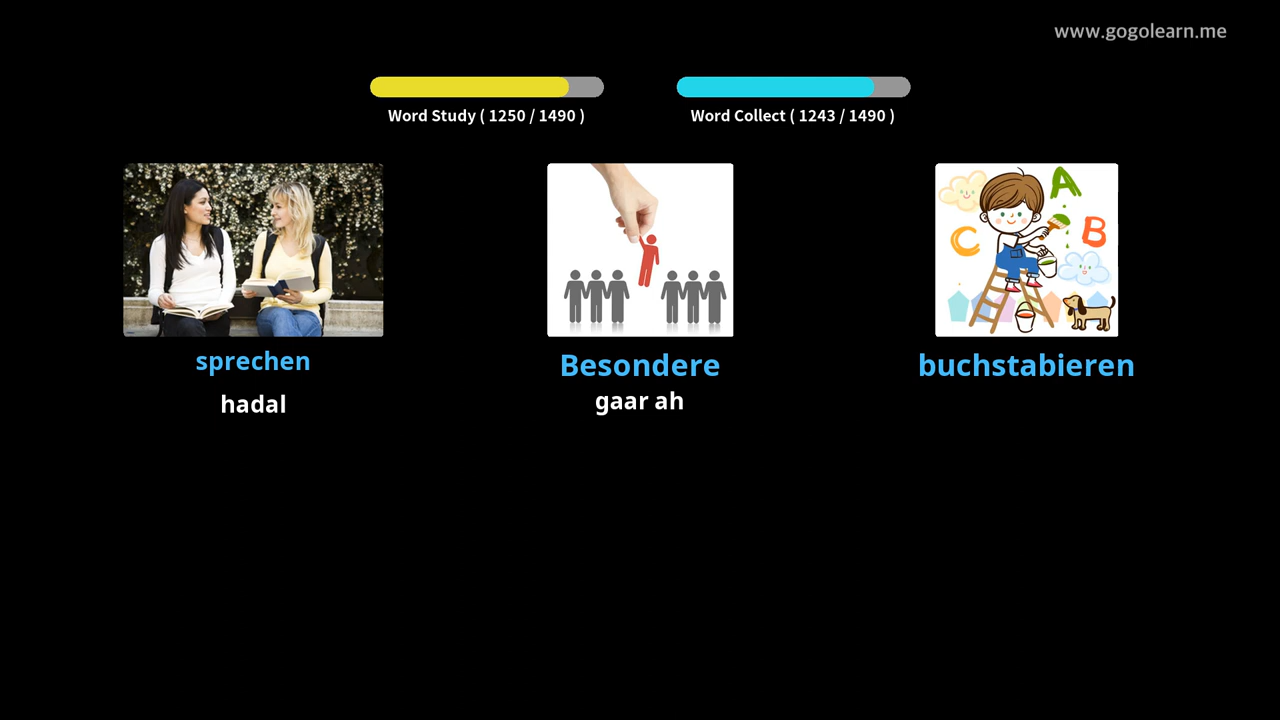 www.gogolearn.me
Word Study ( 1250 / 1490 )
Word Collect ( 1243 / 1490 )
A
B
C
sprechen
Besondere
buchstabieren
hadal
gaar ah